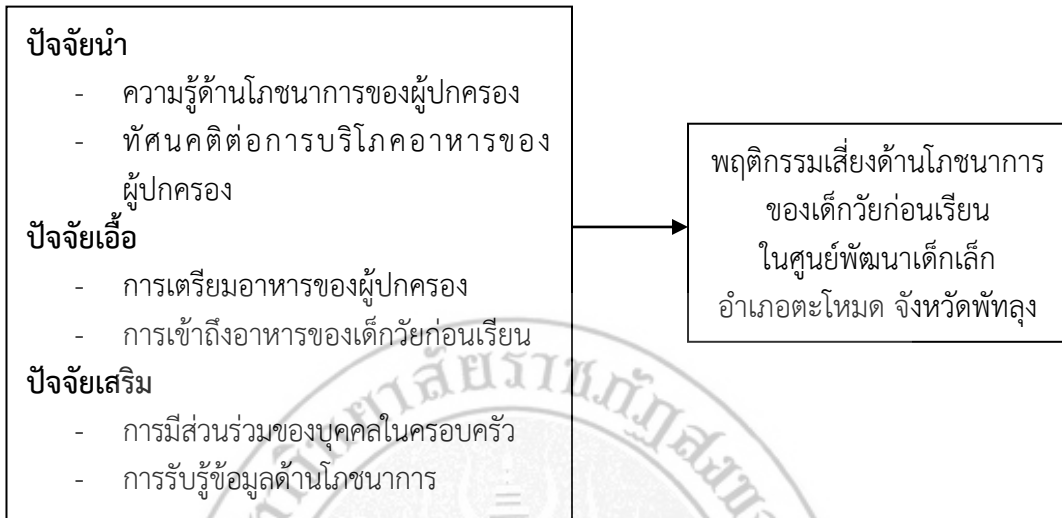 ปัจจัยนำ
- ความรู้ด้านโภชนาการของผู้ปกครอง
- ทัศนคติต่อการบริโภคอาหารของ
ผู้ปกครอง
ปัจจัยเอื้อ
- การเตรียมอาหารของผู้ปกครอง
- การเข้าถึงอาหารของเด็กวัยก่อนเรียน
ปัจจัยเสริม
- การมีส่วนร่วมของบุคคลในครอบครัว
- การรับรู้ข้อมูลด้านโภชนาการ
พฤติกรรมเสี่ยงด้านโภชนาการ
ของเด็กวัยก่อนเรียน
ในศูนย์พัฒนาเด็กเล็ก
อำเภอตะโหมด จังหวัดพัทลุง